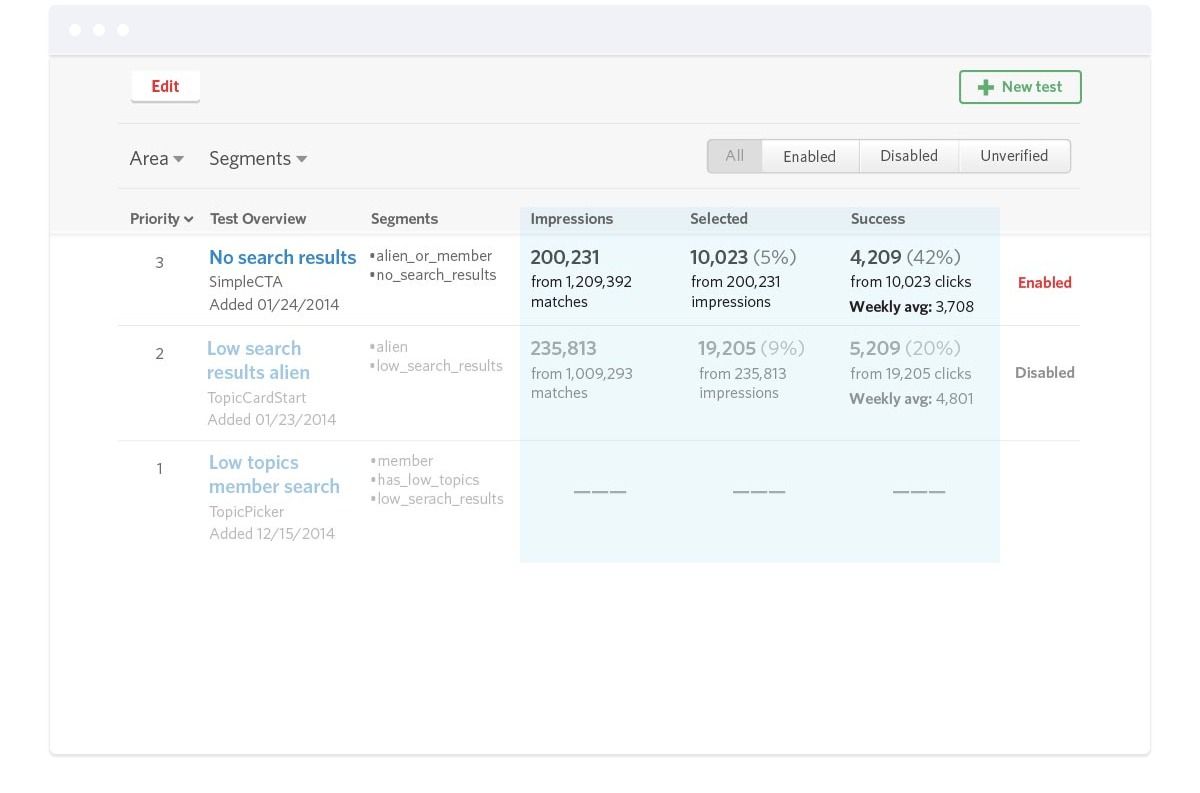 Edit
New test
Area Segments
All Enabled Disabled Unverified
Priority Test Overview Segments Impressions Selected Success
3
No search results
SimpleCTA
Added 01/24/2014
•alien_or_member
•no_search_results
200,231
from 1,209,392
matches
10,023 (5%)
from 200,231
impressions
4,209 (42%)
from 10,023 clicks
Weekly avg: 3,708
Enabled
2
Low search
results alien
TopicCardStart
Added 01/23/2014
•alien
•low_search_results
235,813
from 1,009,293
matches
19,205 (9%)
from 235,813
impressions
5,209 (20%)
from 19,205 clicks
Weekly avg: 4,801
Disabled
1
Low topics
member search
TopicPicker
Added 12/15/2014
•member
•has_low_topics
•low_serach_results
———
———
———